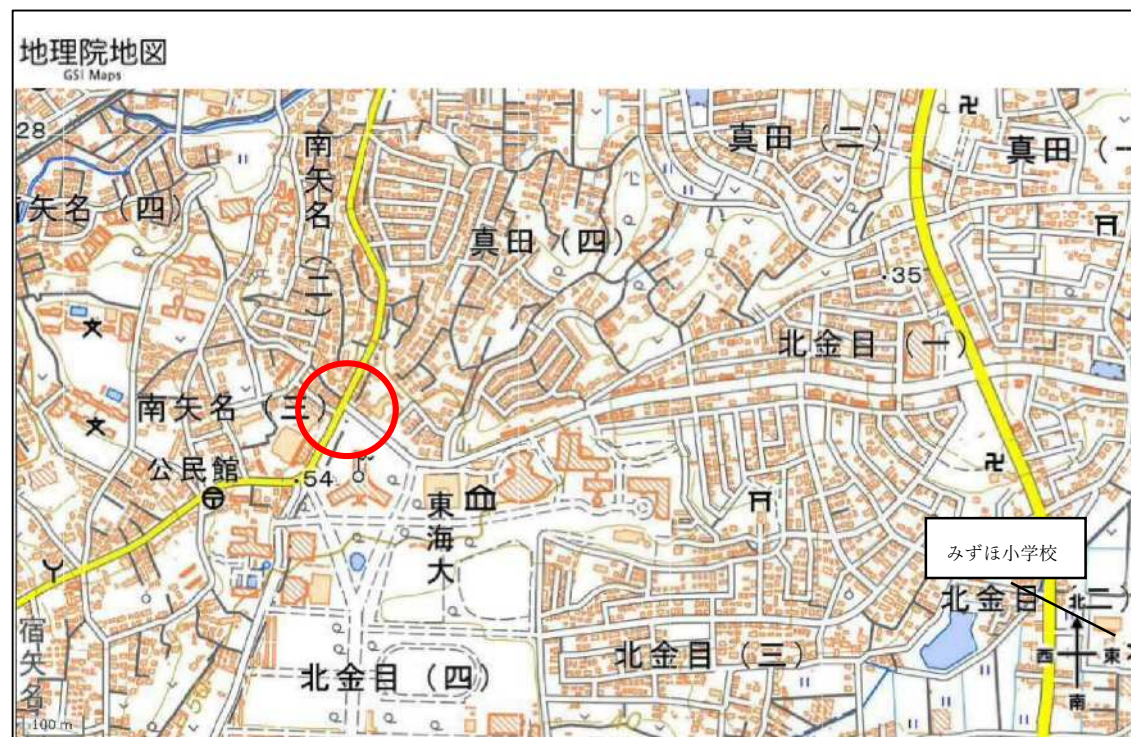 地理院地図
GSI Maps
28
南矢名(二)
矢名(四)
真田(二)
真田(一
真田(四)
35
北金目(一)
南矢名(三)
公民館
54
東海大
みずほ小学校
北金目(二)
北金目(三)
北金目(四)
宿矢名
北
西
東
南
50
100 m